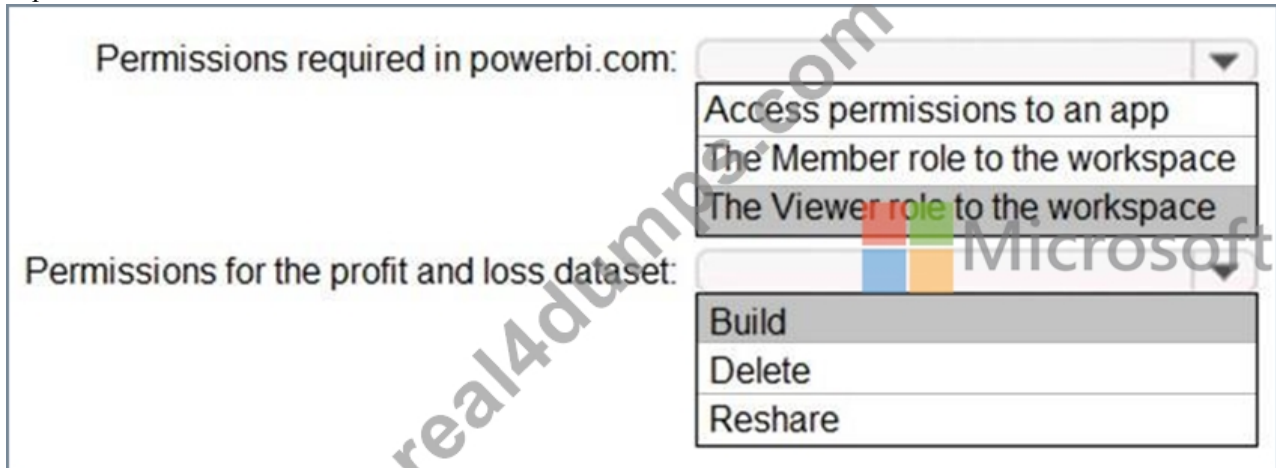 Permissions required in powerbi.com:
Access permissions to an app
The Member role to the workspace
The Viewer role to the workspace
Microsoft
Permissions for the profit and loss dataset:
Build
Delete
Reshare
real4dumps.com